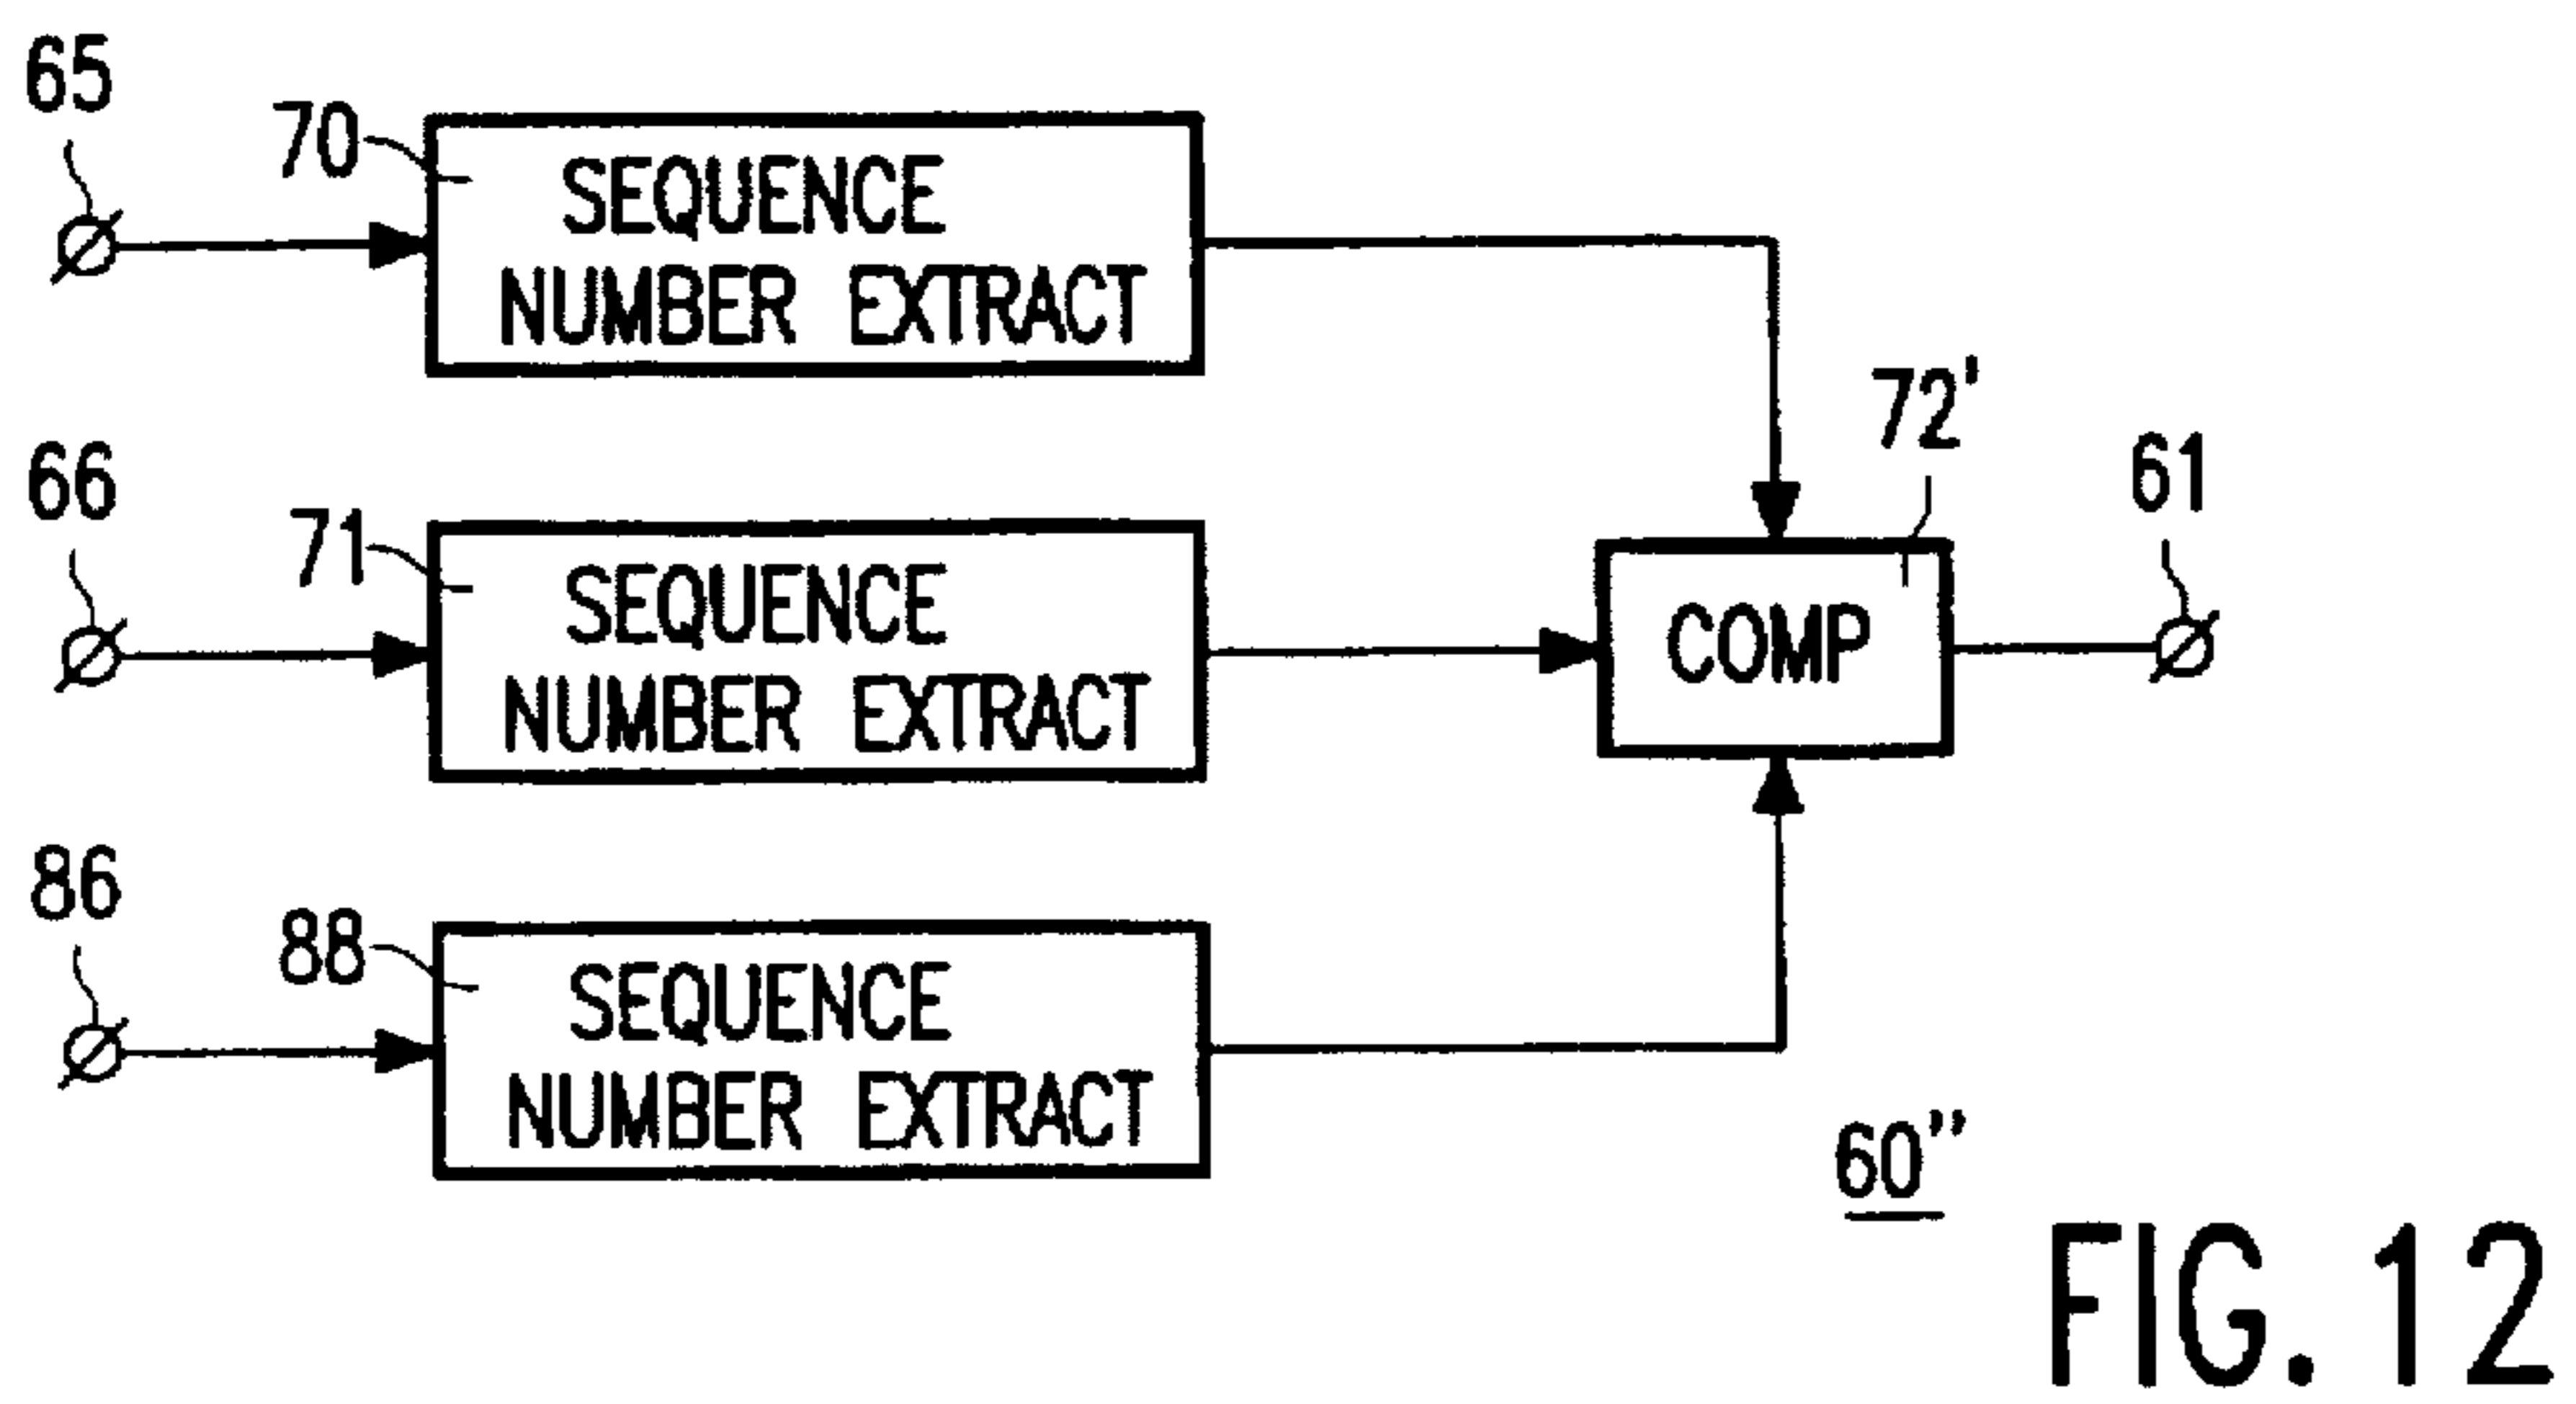 65
70
SEQUENCE
NUMBER EXTRACT
72'
61
66
71
SEQUENCE
NUMBER EXTRACT
COMP
86
88
SEQUENCE
NUMBER EXTRACT
60"
FIG. 12